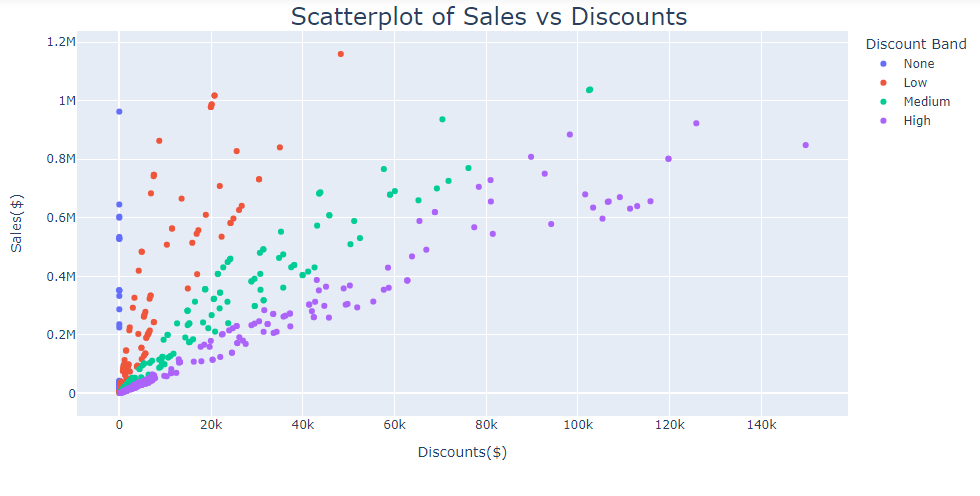 Scatterplot of Sales vs Discounts
Discount Band
None
Low
Medium
High
1.2M
1M
0.8M
0.6M
0.4M
0.2M
0
Sales($)
0
20k
40k
60k
80k
100k
120k
140k
Discounts($)